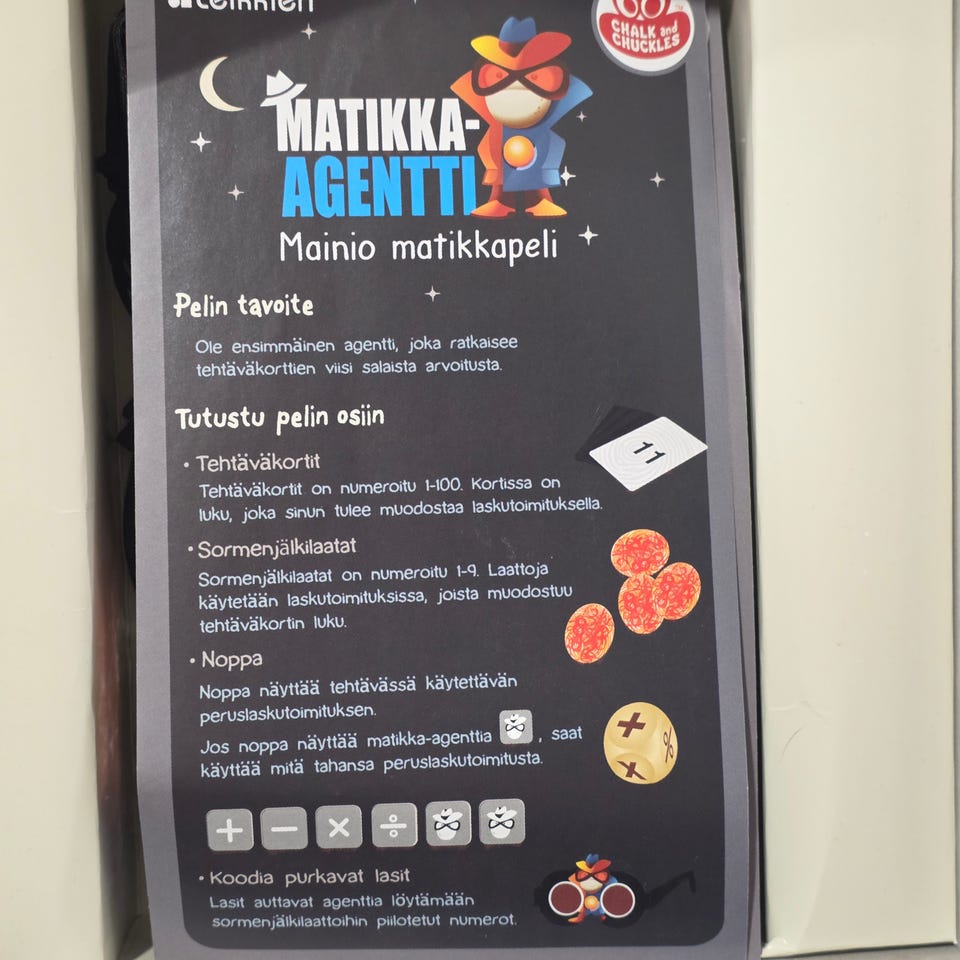 CHALK and
CHUCKLES
TM
MATIKKA-
AGENTTI
Mainio matikkapeli
Pelin tavoite
Ole ensimmäinen agentti, joka ratkaisee
tehtäväkorttien viisi salaista arvoitusta.
Tutustu pelin osiin
• Tehtäväkortit
Tehtäväkortit on numeroitu 1-100. Kortissa on
luku, joka sinun tulee muodostaa laskutoimituksella.
11
• Sormenjälkilaatat
Sormenjälkilaatat on numeroitu 1-9. Laattoja
käytetään laskutoimituksissa, joista muodostuu
tehtäväkortin luku.
• Noppa
Noppa näyttää tehtävässä käytettävän
peruslaskutoimituksen.
Jos noppa näyttää matikka-agenttia , saat
käyttää mitä tahansa peruslaskutoimitusta.
+ − × ÷
• Koodia purkavat lasit
Lasit auttavat agenttia löytämään
sormenjälkilaattoihin piilotetut numerot.